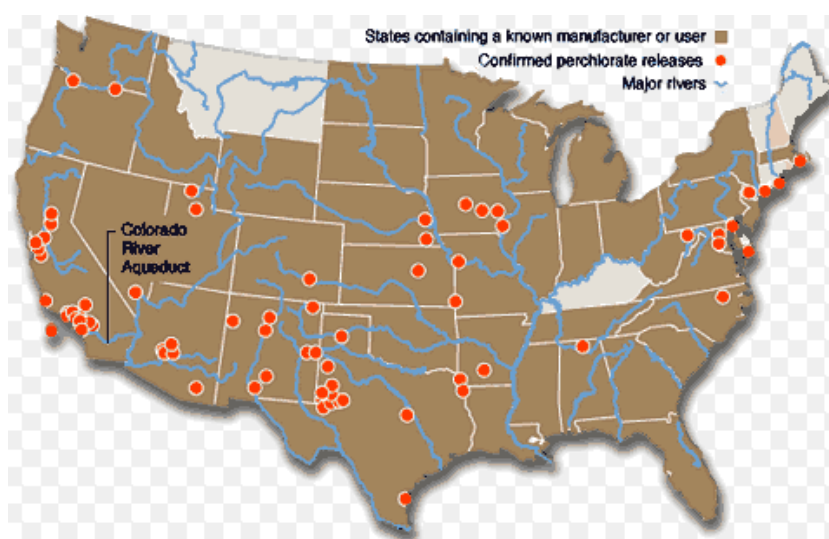 States containing a known manufacturer or user
Confirmed perchlorate releases
Major rivers
Colorado
River
Aqueduct